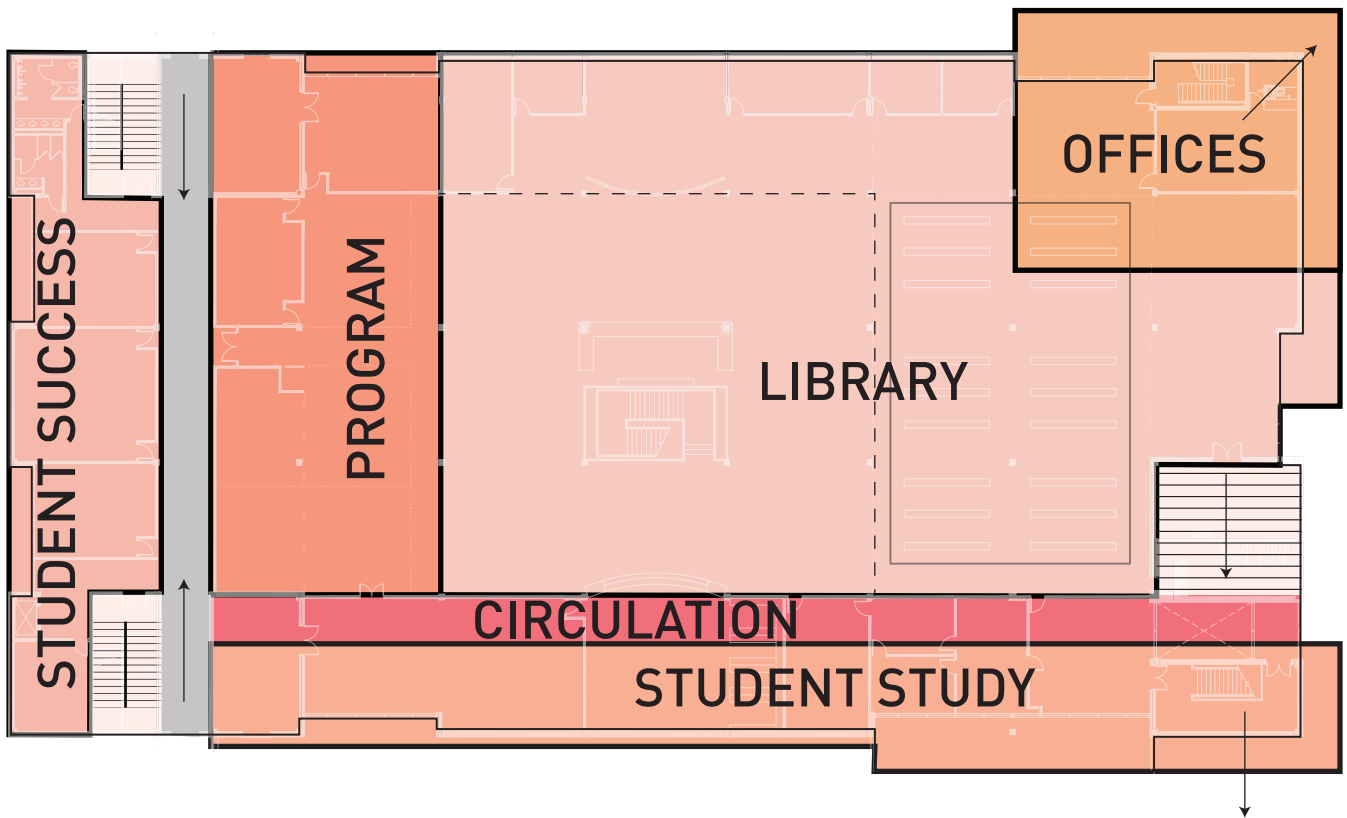 OFFICES
STUDENT SUCCESS
PROGRAM
LIBRARY
CIRCULATION
STUDENT STUDY